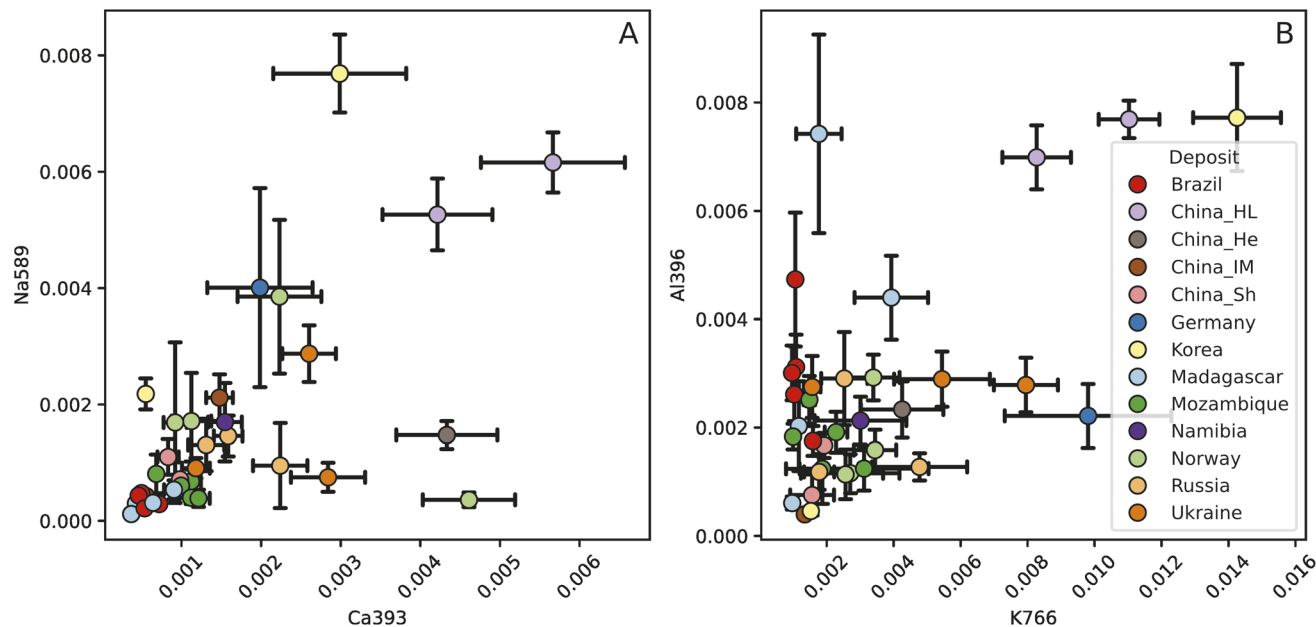 A
0.008
0.006
0.004
0.002
0.000
Na589
0.001
0.002
0.003
0.004
0.005
0.006
Ca393
B
0.008
0.006
0.004
0.002
0.000
Al396
0.002
0.004
0.006
0.008
0.010
0.012
0.014
0.016
K766
Deposit
Brazil
China_HL
China_He
China_IM
China_Sh
Germany
Korea
Madagascar
Mozambique
Namibia
Norway
Russia
Ukraine